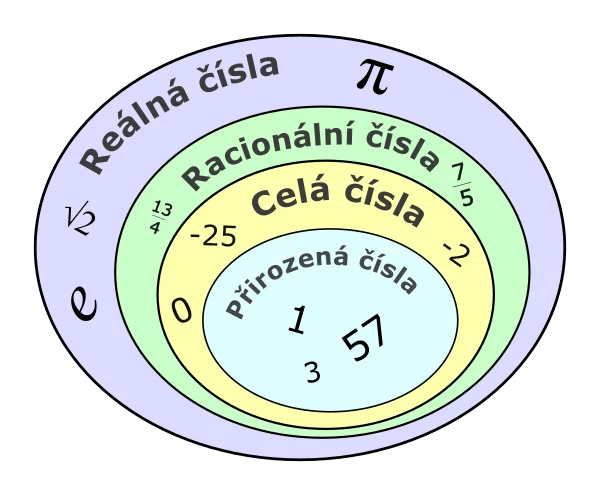 Reálná čísla
π
Racionální čísla
7/5
√2
13/4
Celá čísla
-25
-2
e
0
Přirozená čísla
1
57
3